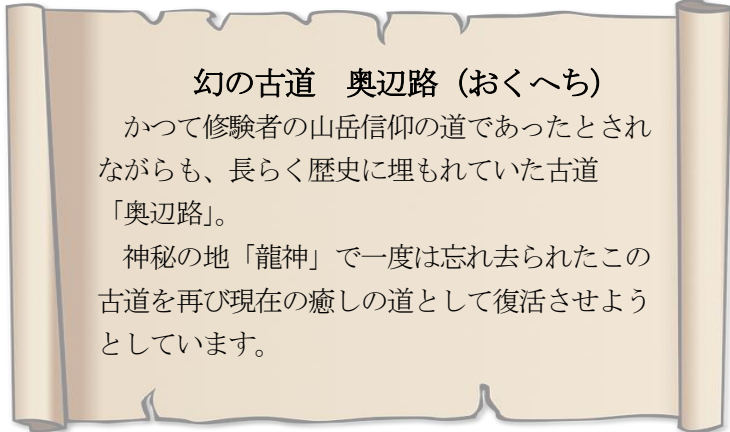 幻の古道　奥辺路（おくへち）
　かつて修験者の山岳信仰の道であったとされ
ながらも、長らく歴史に埋もれていた古道
「奥辺路」。
　神秘の地「龍神」で一度は忘れ去られたこの
古道を再び現在の癒しの道として復活させよう
としています。